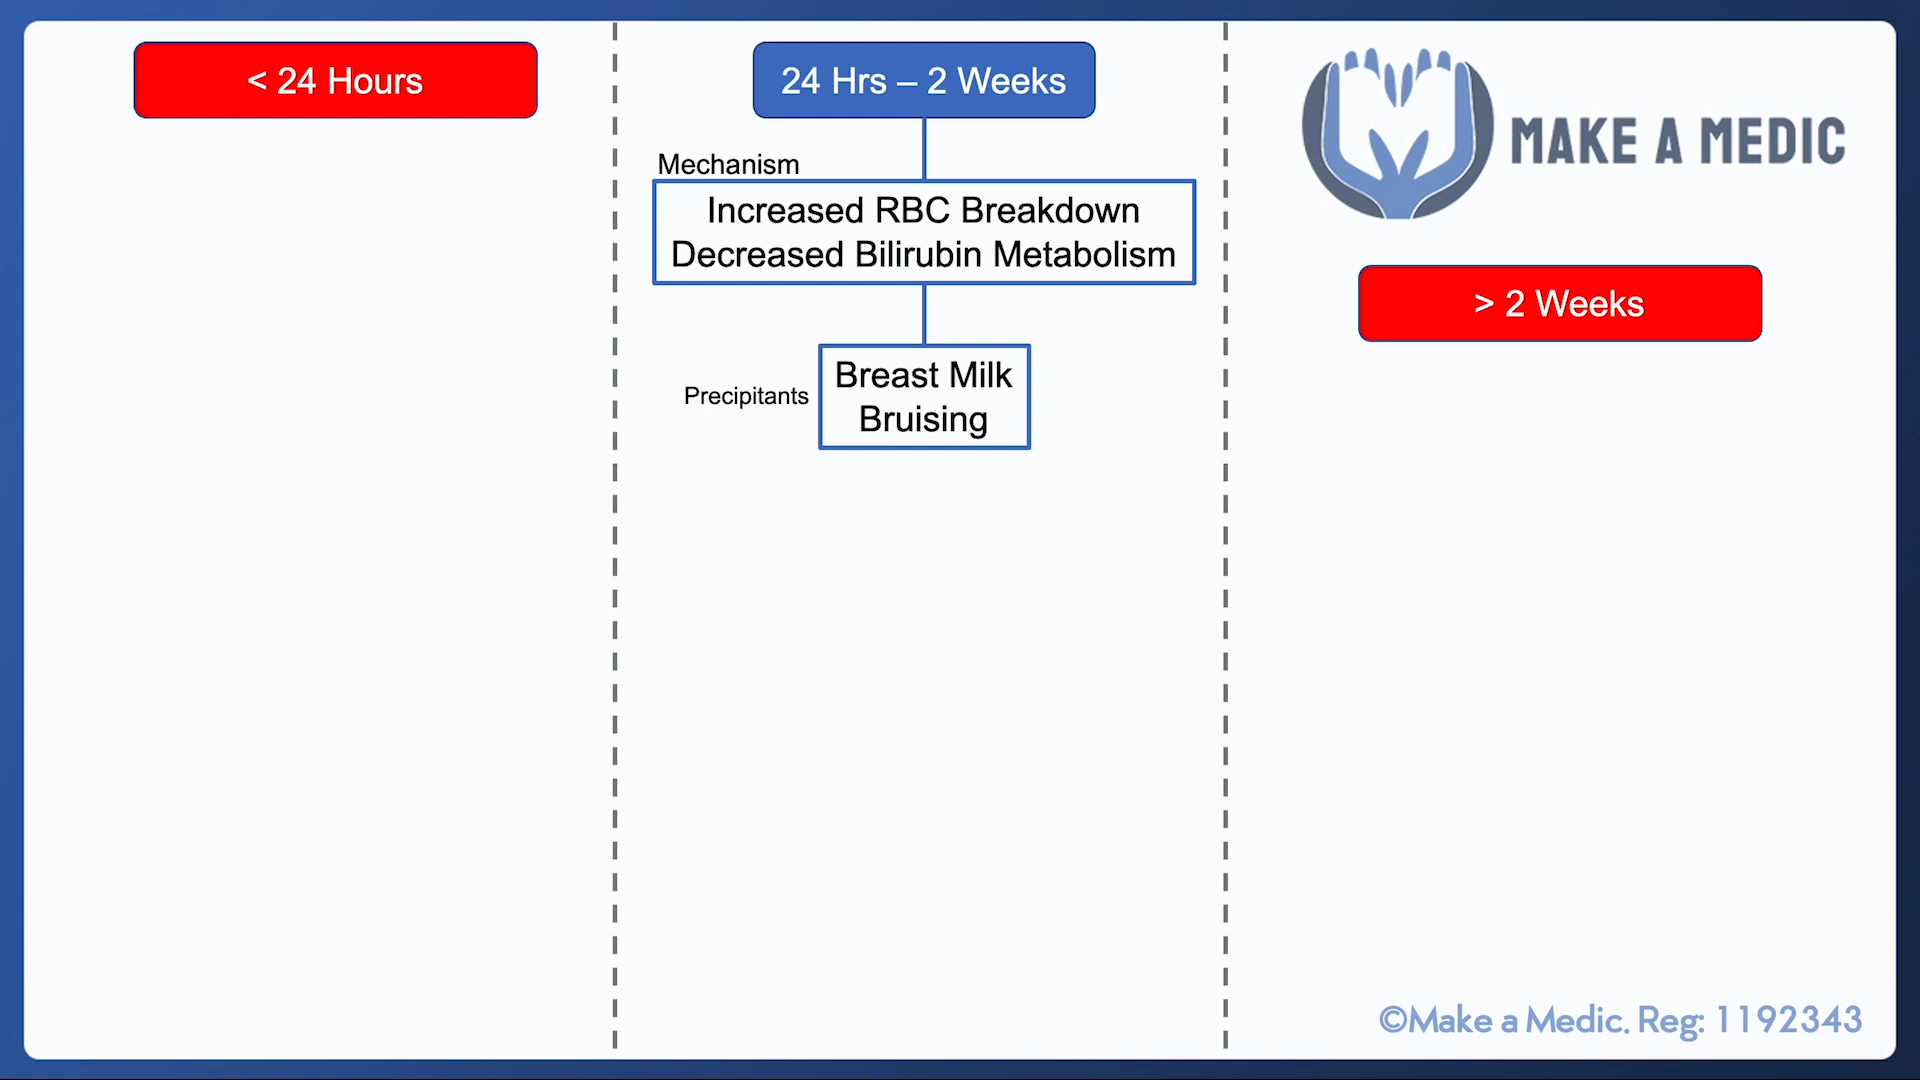 < 24 Hours
24 Hrs – 2 Weeks
Mechanism
Increased RBC Breakdown
Decreased Bilirubin Metabolism
Precipitants
Breast Milk
Bruising
MAKE A MEDIC
> 2 Weeks
©Make a Medic. Reg: 1192343